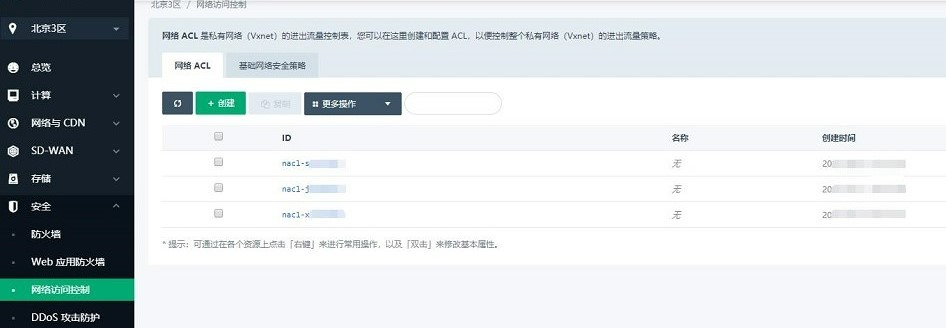 北京3区 / 网络访问控制
北京3区
网络 ACL 是私有网络（Vxnet）的进出流量控制表，您可以在这里创建和配置 ACL，以便控制整个私有网络（Vxnet）的进出流量策略。
总览
网络 ACL 基础网络安全策略
计算
+ 创建 复制 更多操作
网络与 CDN
ID 名称 创建时间
SD-WAN
nacl-s 无 20
存储
nacl-j 无 20
安全
nacl-x 无 20
防火墙
* 提示：可通过在各个资源上点击「右键」来进行常用操作，以及「双击」来修改基本属性。
Web 应用防火墙
网络访问控制
DDoS 攻击防护